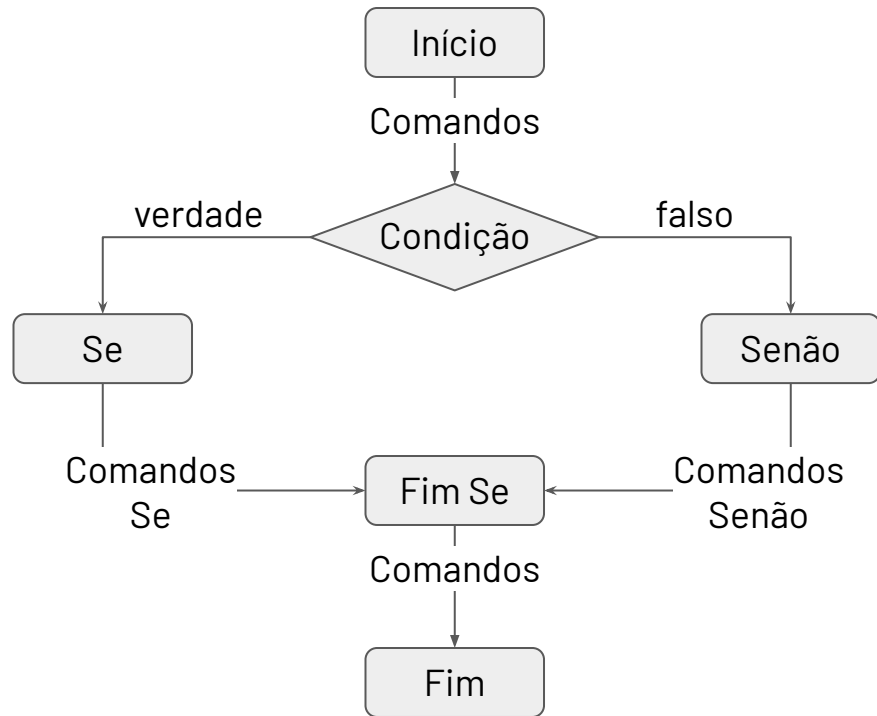 Início
Comandos
verdade
Condição
falso
Se
Senão
Comandos
Se
Fim Se
Comandos
Senão
Comandos
Fim